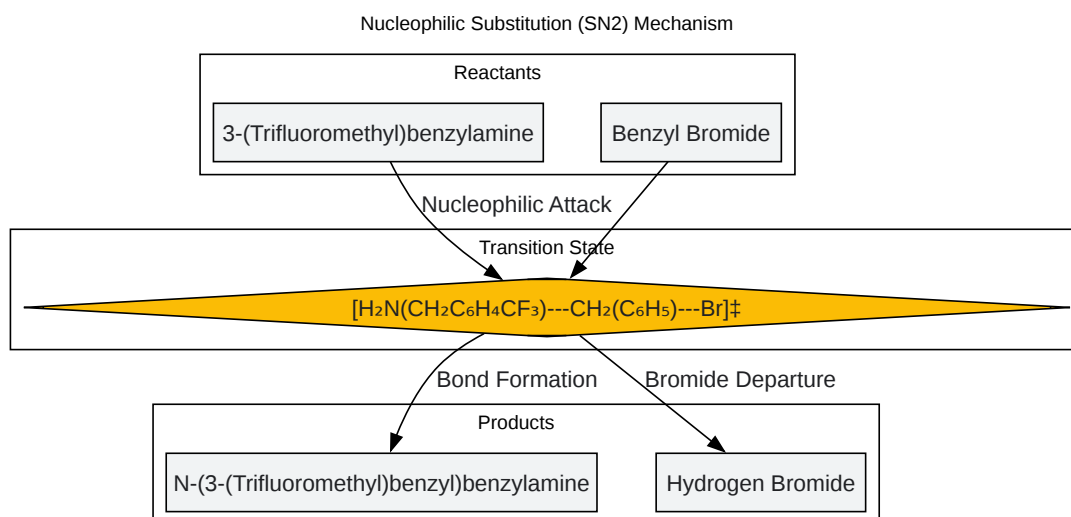 Nucleophilic Substitution (SN2) Mechanism
Reactants
3-(Trifluoromethyl)benzylamine
Benzyl Bromide
Nucleophilic Attack
Transition State
[H₂N(CH₂C₆H₄CF₃)---CH₂(C₆H₅)---Br]‡
Bond Formation
Bromide Departure
Products
N-(3-(Trifluoromethyl)benzyl)benzylamine
Hydrogen Bromide